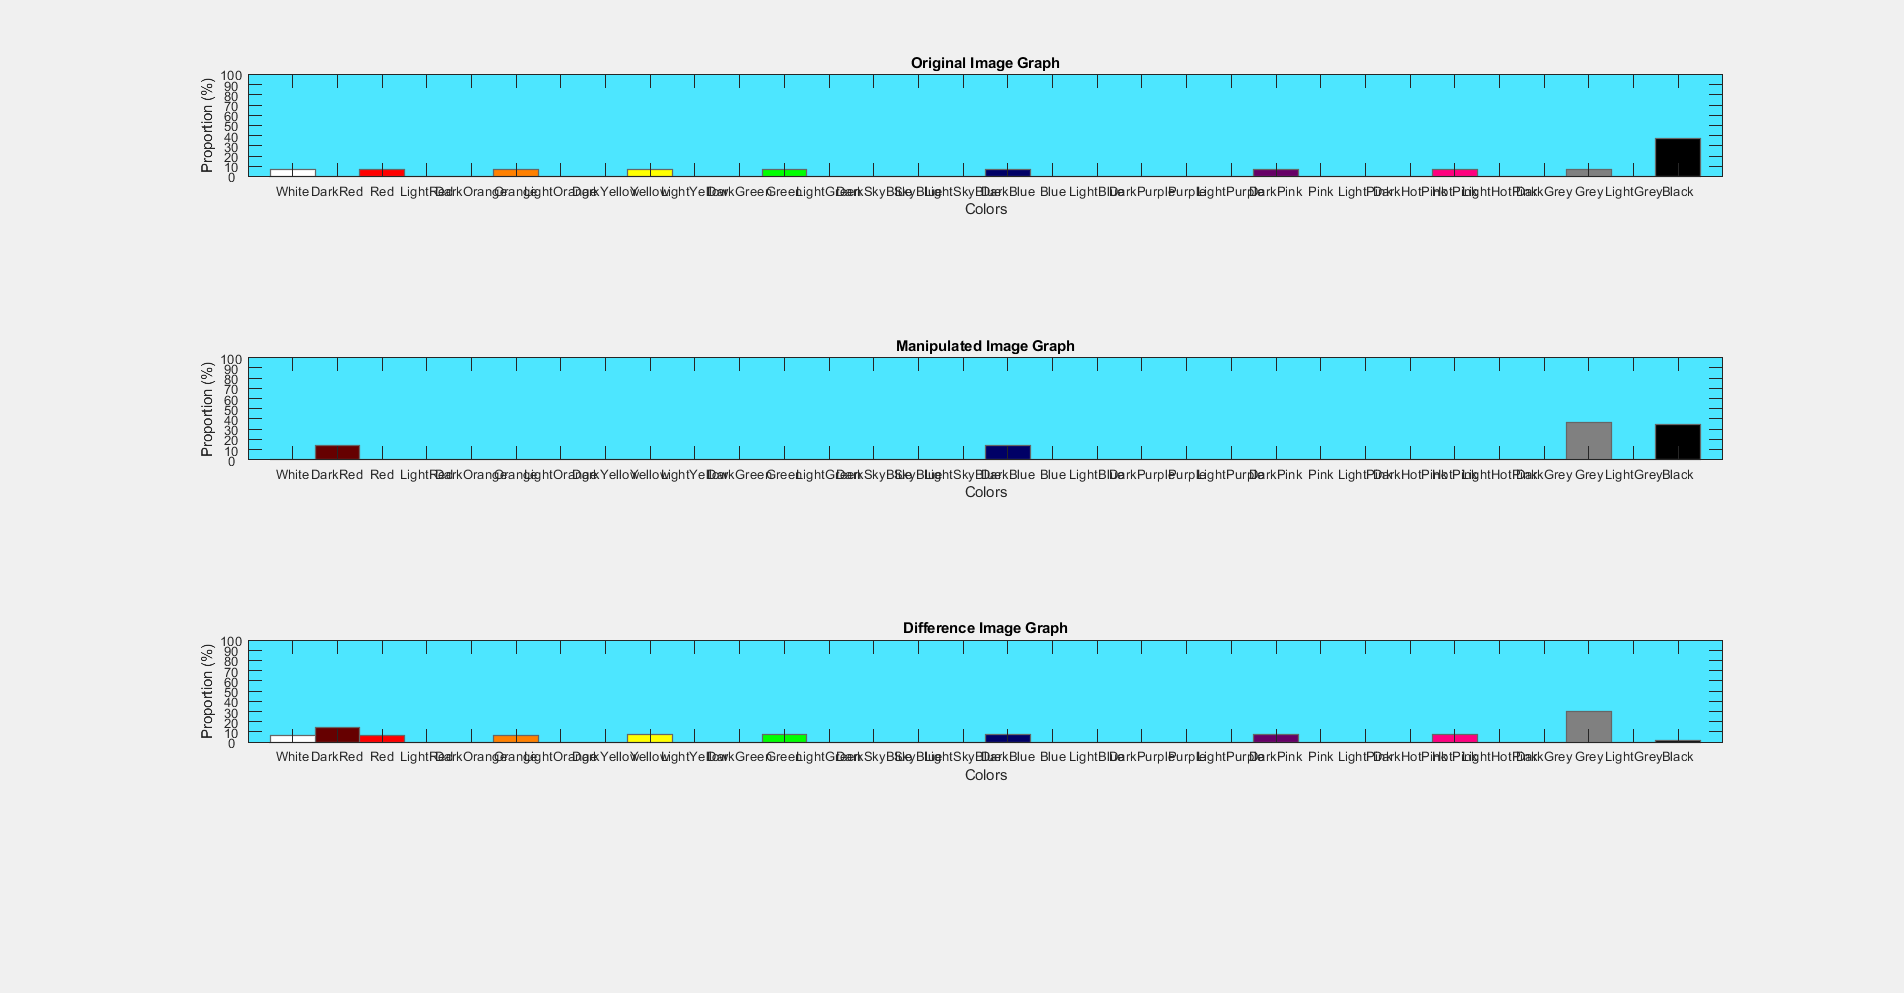 Original Image Graph
Proportion (%)
100
90
80
70
60
50
40
30
20
10
0
White DarkRed Red LightRed DarkOrange Orange LightOrange DarkYellow Yellow LightYellow DarkGreen Green LightGreen DarkSkyBlue SkyBlue LightSkyBlue DarkBlue Blue LightBlue DarkPurple Purple LightPurple DarkPink Pink LightPink DarkHotPink HotPink LightHotPink DarkGrey Grey LightGrey Black
Colors
Manipulated Image Graph
Proportion (%)
100
90
80
70
60
50
40
30
20
10
0
White DarkRed Red LightRed DarkOrange Orange LightOrange DarkYellow Yellow LightYellow DarkGreen Green LightGreen DarkSkyBlue SkyBlue LightSkyBlue DarkBlue Blue LightBlue DarkPurple Purple LightPurple DarkPink Pink LightPink DarkHotPink HotPink LightHotPink DarkGrey Grey LightGrey Black
Colors
Difference Image Graph
Proportion (%)
100
90
80
70
60
50
40
30
20
10
0
White DarkRed Red LightRed DarkOrange Orange LightOrange DarkYellow Yellow LightYellow DarkGreen Green LightGreen DarkSkyBlue SkyBlue LightSkyBlue DarkBlue Blue LightBlue DarkPurple Purple LightPurple DarkPink Pink LightPink DarkHotPink HotPink LightHotPink DarkGrey Grey LightGrey Black
Colors